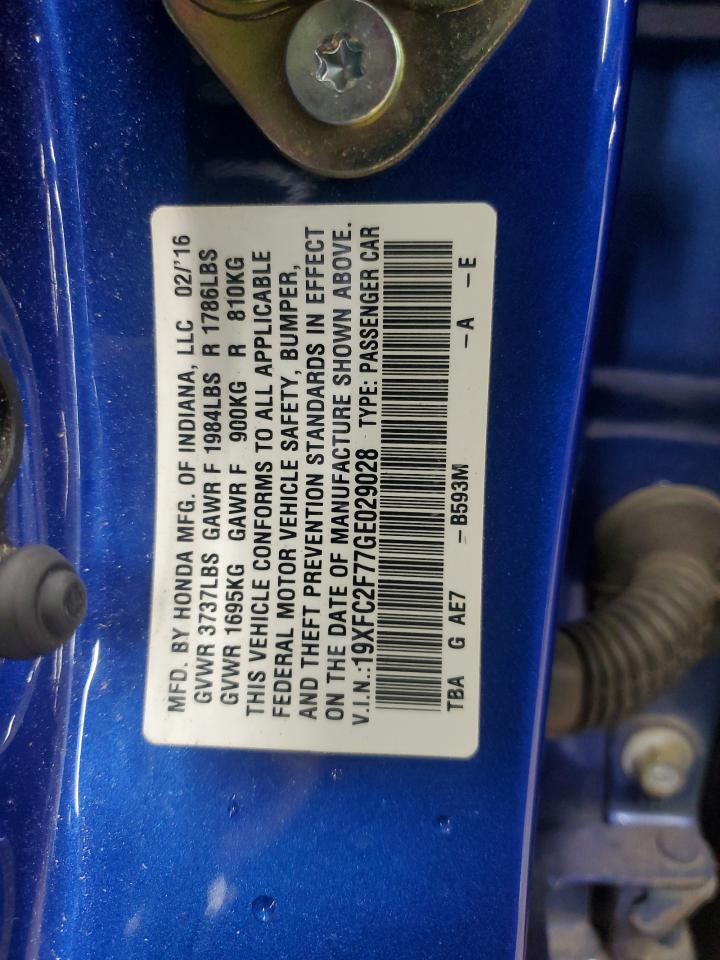 MFD. BY HONDA MFG. OF INDIANA, LLC 02/'16
GVWR 3737LBS GAWR F 1984LBS R 1786LBS
GVWR 1695KG GAWR F 900KG R 810KG
THIS VEHICLE CONFORMS TO ALL APPLICABLE
FEDERAL MOTOR VEHICLE SAFETY, BUMPER,
AND THEFT PREVENTION STANDARDS IN EFFECT
ON THE DATE OF MANUFACTURE SHOWN ABOVE.
V.I.N.:19XFC2F77GE029028 TYPE: PASSENGER CAR
TBA G AE7 –B593M –A –E